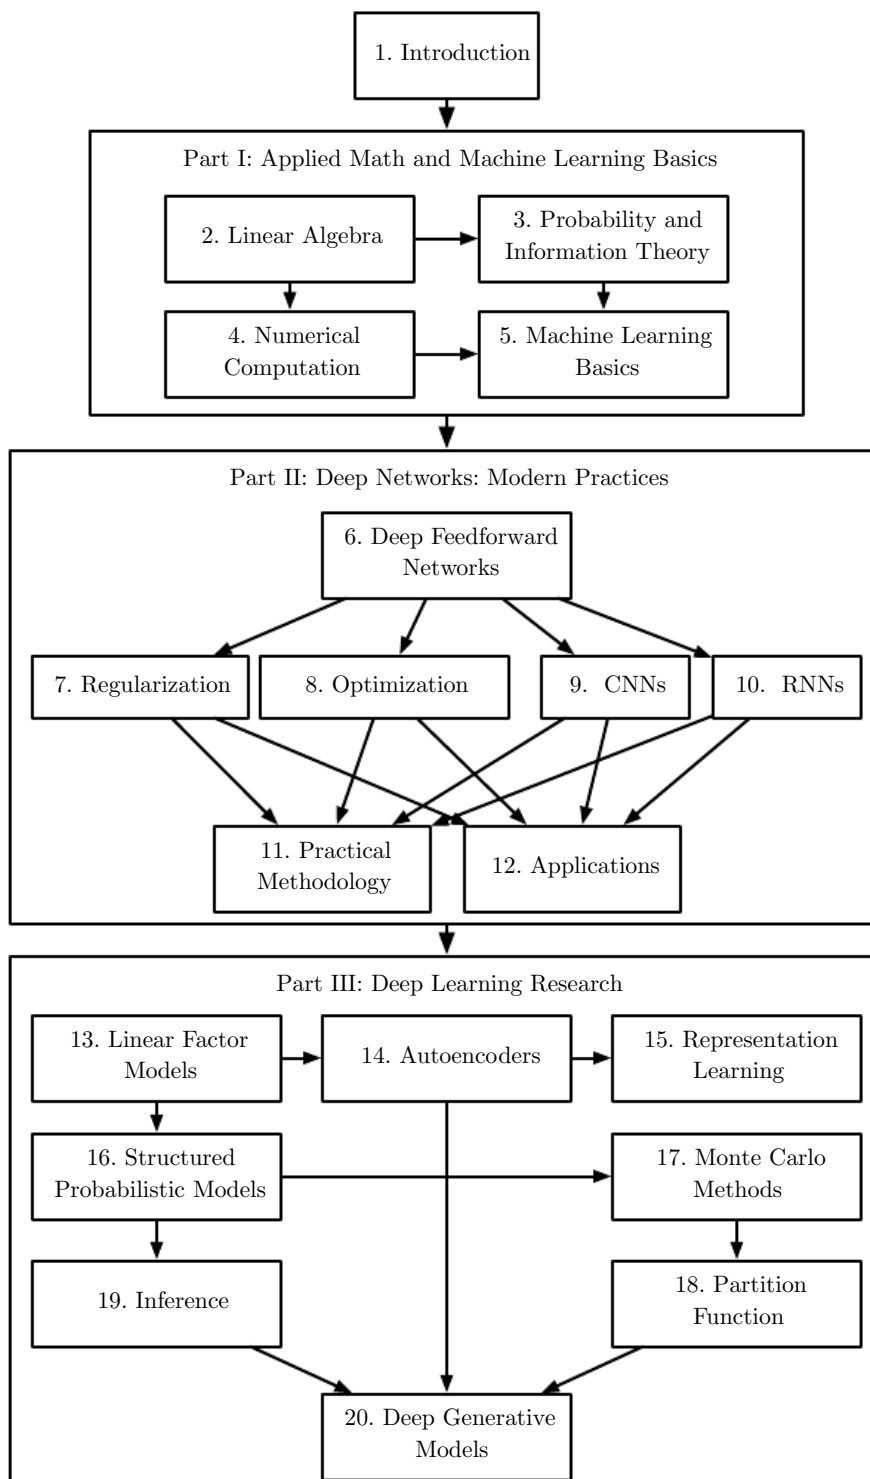 1. Introduction
Part I: Applied Math and Machine Learning Basics
2. Linear Algebra
3. Probability and
Information Theory
4. Numerical
Computation
5. Machine Learning
Basics
Part II: Deep Networks: Modern Practices
6. Deep Feedforward
Networks
7. Regularization
8. Optimization
9. CNNs
10. RNNs
11. Practical
Methodology
12. Applications
Part III: Deep Learning Research
13. Linear Factor
Models
14. Autoencoders
15. Representation
Learning
16. Structured
Probabilistic Models
17. Monte Carlo
Methods
19. Inference
18. Partition
Function
20. Deep Generative
Models